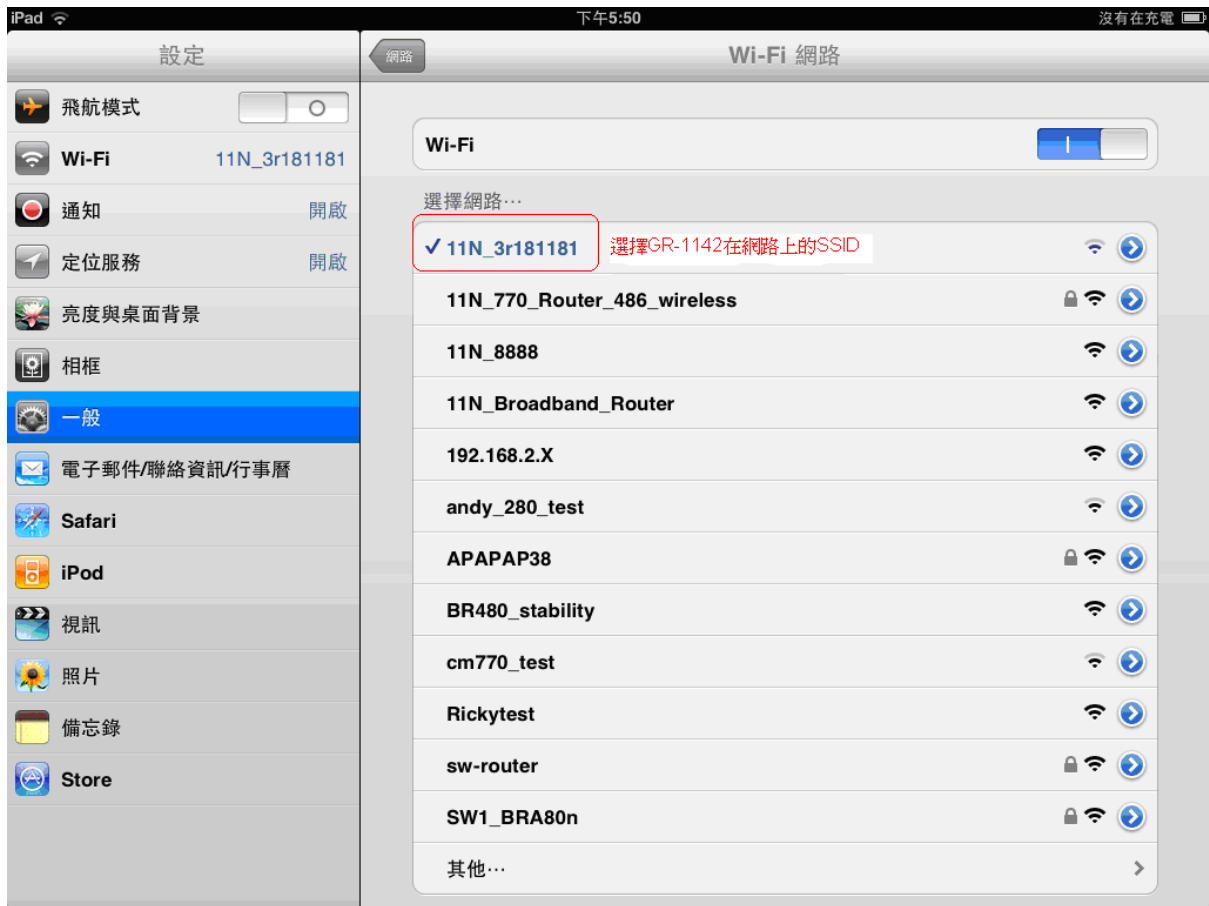 iPad 下午5:50 沒有在充電
設定
網路 Wi-Fi 網路
飛航模式
Wi-Fi 11N_3r181181
通知 開啟
定位服務 開啟
亮度與桌面背景
相框
一般
電子郵件/聯絡資訊/行事曆
Safari
iPod
視訊
照片
備忘錄
Store
Wi-Fi
選擇網路…
11N_3r181181 選擇GR-1142在網路上的SSID
11N_770_Router_486_wireless
11N_8888
11N_Broadband_Router
192.168.2.X
andy_280_test
APAPAP38
BR480_stability
cm770_test
Rickytest
sw-router
SW1_BRA80n
其他…